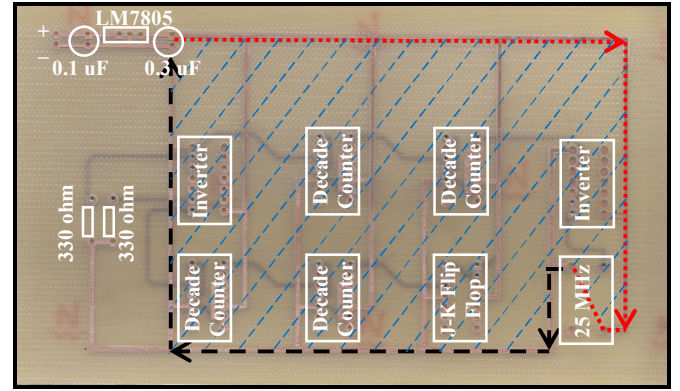 LM7805
+
−
0.1 uF
0.3 uF
Inverter
Decade
Counter
Decade
Counter
Inverter
330 ohm
330 ohm
Decade
Counter
Decade
Counter
J-K Flip
Flop
25 MHz